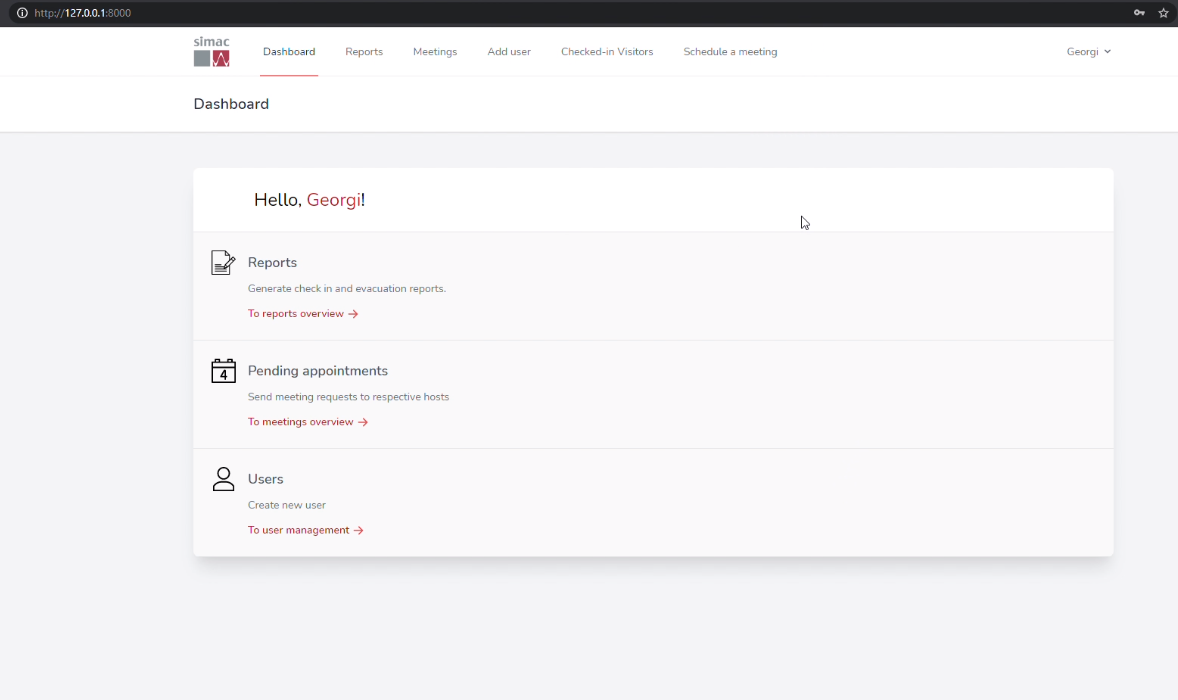 http://127.0.0.1:8000
simac
Dashboard
Reports
Meetings
Add user
Checked-in Visitors
Schedule a meeting
Georgi
Dashboard
Hello, Georgi!
Reports
Generate check in and evacuation reports.
To reports overview →
4
Pending appointments
Send meeting requests to respective hosts
To meetings overview →
Users
Create new user
To user management →